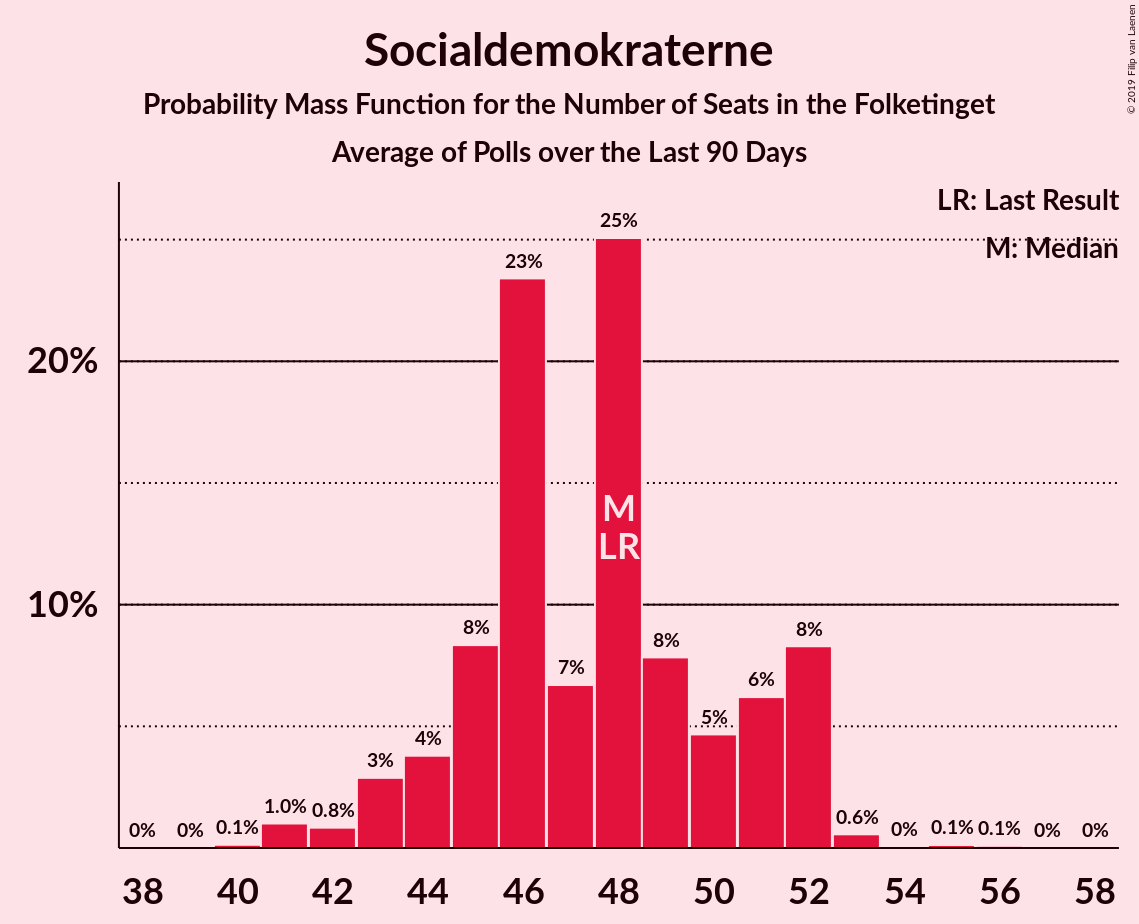 Socialdemokraterne
Probability Mass Function for the Number of Seats in the Folketinget
Average of Polls over the Last 90 Days
© 2019 Filip van Laenen
LR: Last Result
M: Median
20%
10%
0%
0%
0.1%
1.0%
0.8%
3%
4%
8%
23%
7%
25%
8%
5%
6%
8%
0.6%
0%
0.1%
0.1%
0%
0%
M
LR
38 40 42 44 46 48 50 52 54 56 58